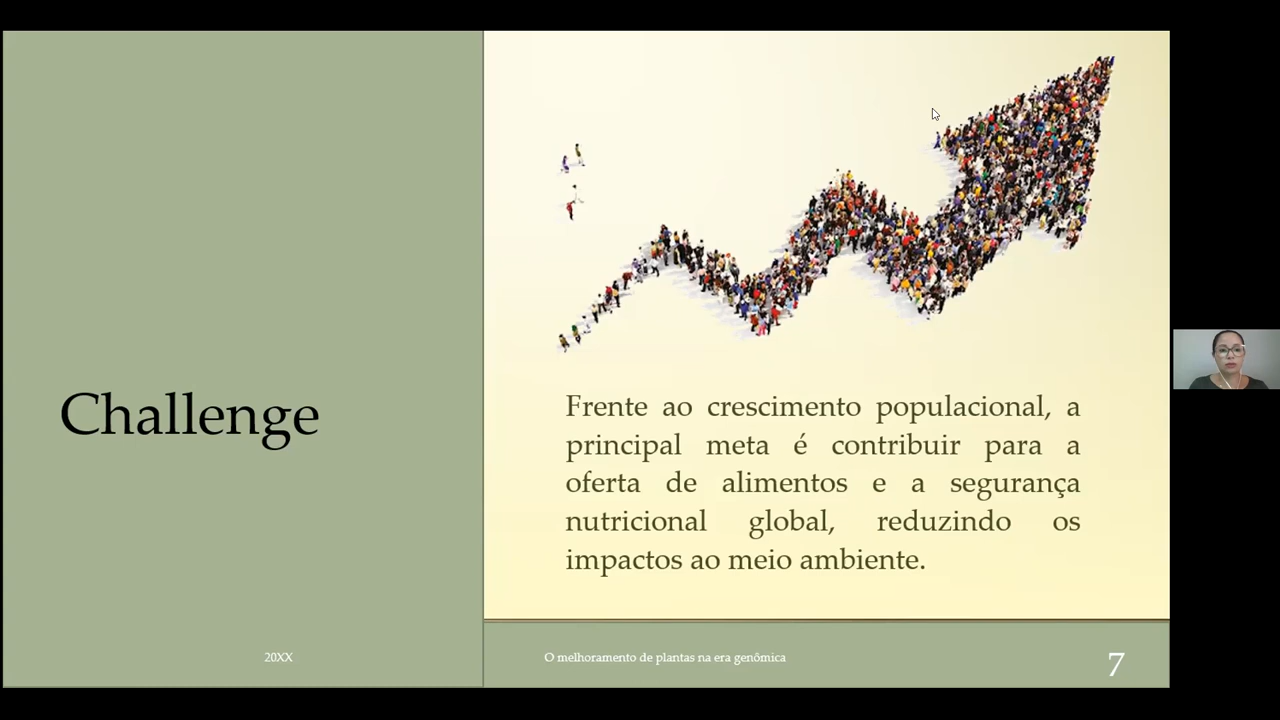 Challenge
Frente ao crescimento populacional, a
principal meta é contribuir para a
oferta de alimentos e a segurança
nutricional global, reduzindo os
impactos ao meio ambiente.
20XX
O melhoramento de plantas na era genômica
7